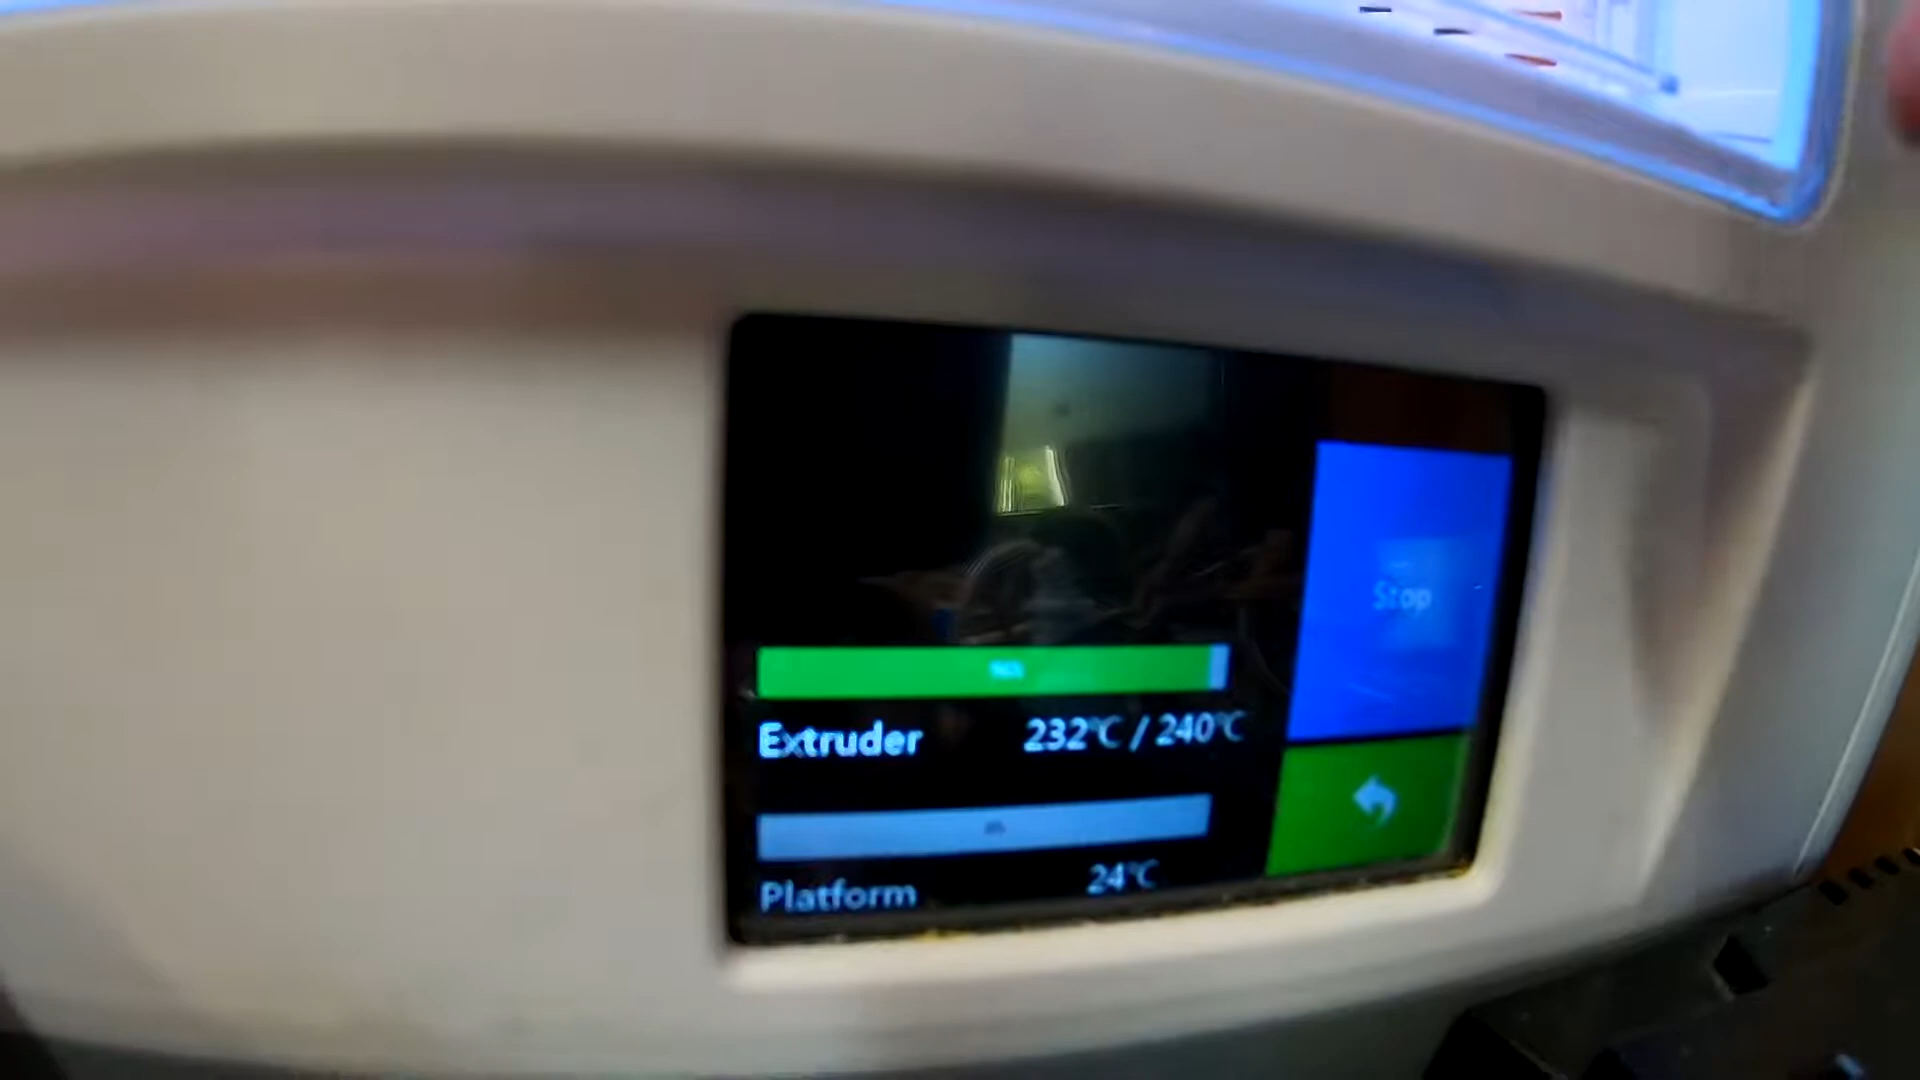 Stop
Extruder 232℃ / 240℃
Platform 24℃